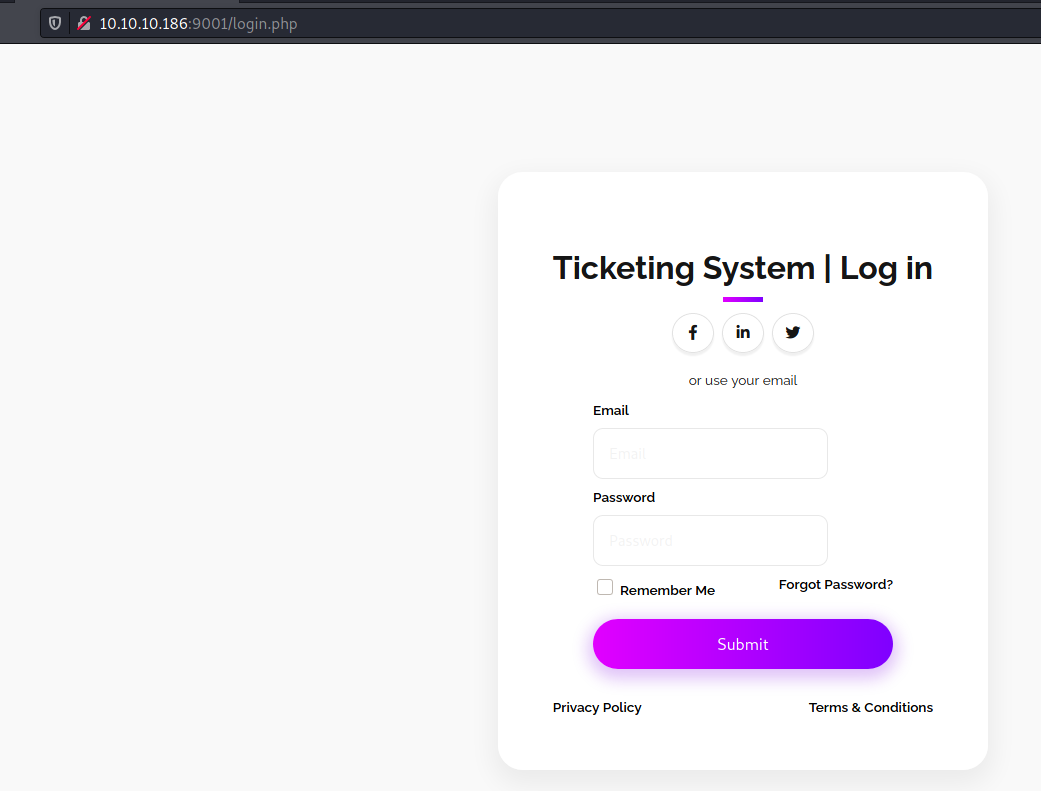 10.10.10.186:9001/login.php
Ticketing System | Log in
or use your email
Email
Email
Password
Password
Remember Me
Forgot Password?
Submit
Privacy Policy
Terms & Conditions